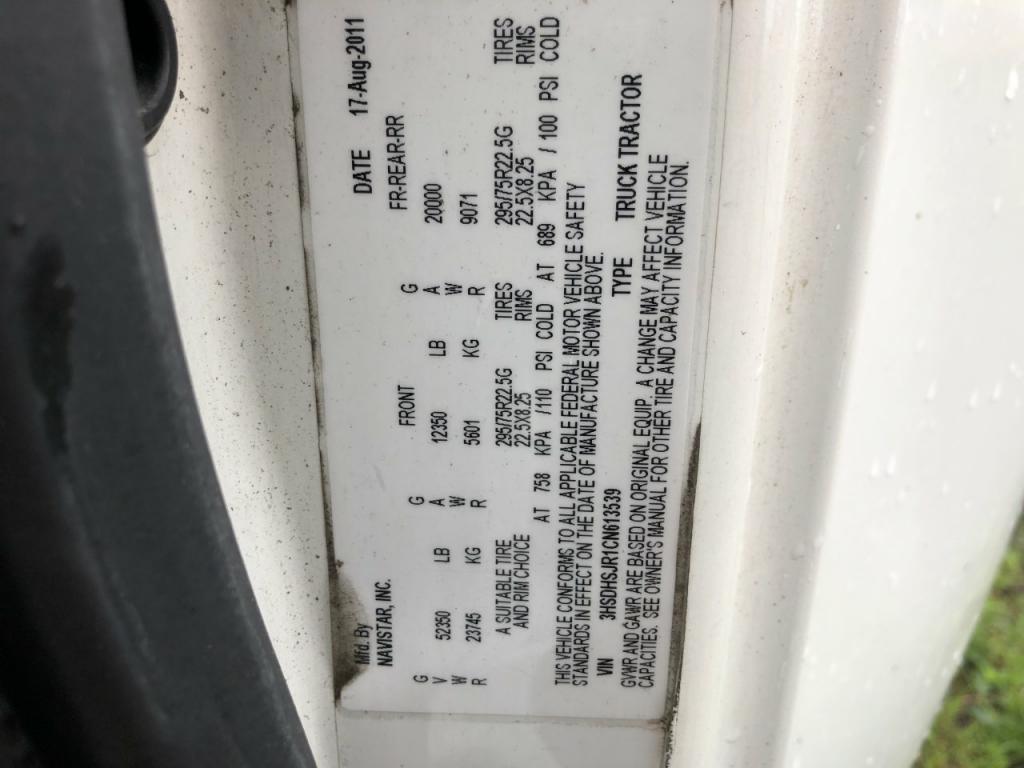 Mfd. By
NAVISTAR, INC. DATE 17-Aug-2011
FRONT FR-REAR-RR
G G G
V 52350 LB A 12350 LB A 20000
W 23745 KG W 5601 KG W 9071
R R R
A SUITABLE TIRE 295/75R22.5G TIRES 295/75R22.5G TIRES
AND RIM CHOICE 22.5X8.25 RIMS 22.5X8.25 RIMS
AT 758 KPA /110 PSI COLD AT 689 KPA / 100 PSI COLD
THIS VEHICLE CONFORMS TO ALL APPLICABLE FEDERAL MOTOR VEHICLE SAFETY
STANDARDS IN EFFECT ON THE DATE OF MANUFACTURE SHOWN ABOVE.
VIN 3HSDHSJR1CN613539 TYPE TRUCK TRACTOR
GVWR AND GAWR ARE BASED ON ORIGINAL EQUIP. A CHANGE MAY AFFECT VEHICLE
CAPACITIES. SEE OWNER'S MANUAL FOR OTHER TIRE AND CAPACITY INFORMATION.